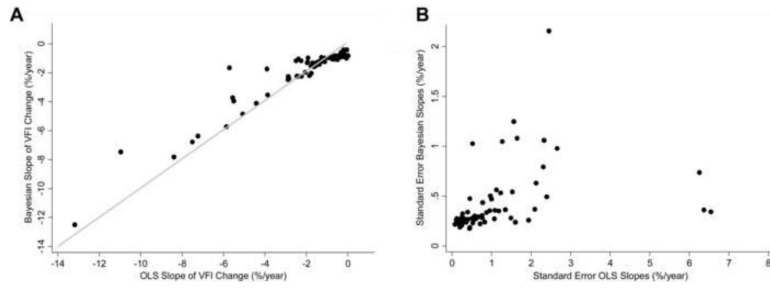 A
Bayesian Slope of VFI Change (%/year)
0
-2
-4
-6
-8
-10
-12
-14
-14 -12 -10 -8 -6 -4 -2 0
OLS Slope of VFI Change (%/year)
B
Standard Error Bayesian Slopes (%/year)
2
1.5
1
.5
0
0 1 2 3 4 5 6 7 8
Standard Error OLS Slopes (%/year)